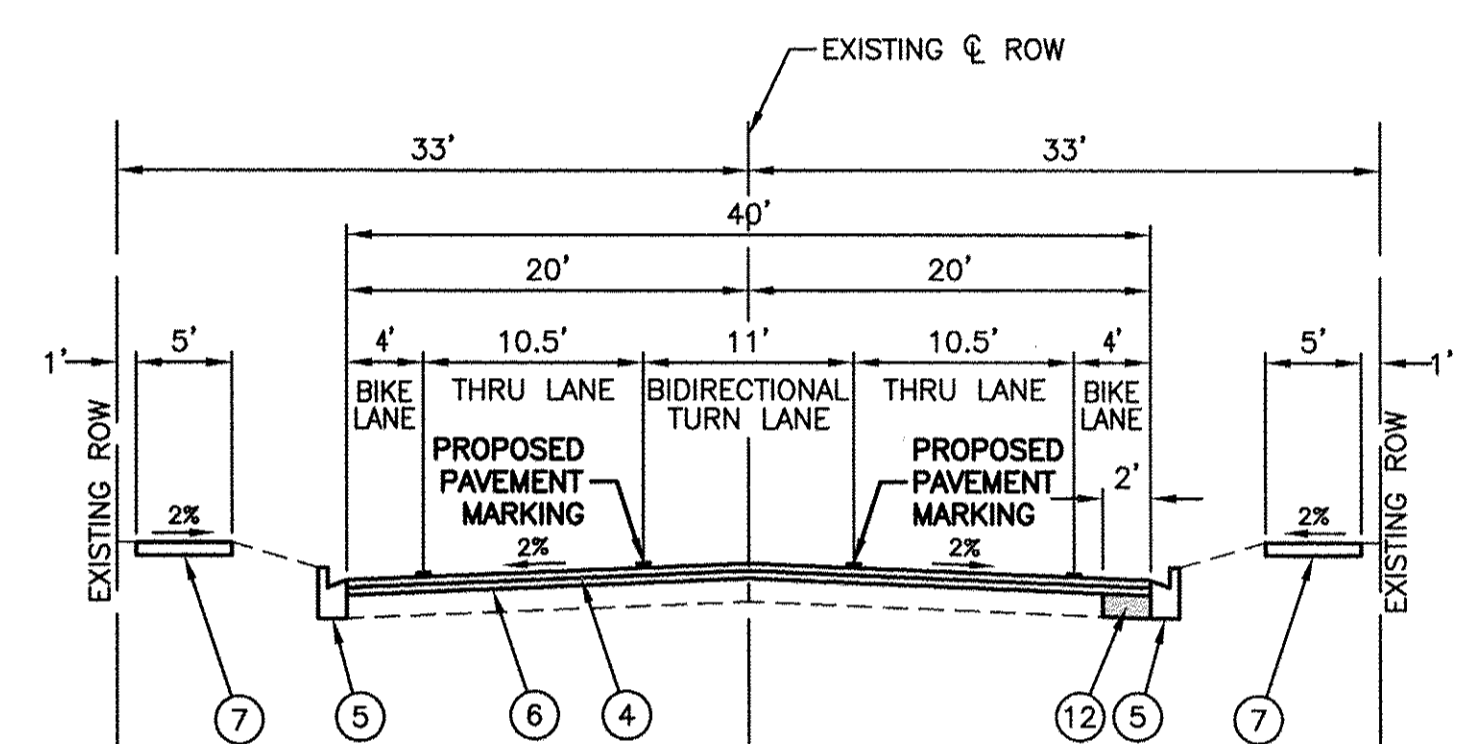 EXISTING ℄ ROW
33' 33'
40'
20' 20'
1' 5' 4' 10.5' 11' 10.5' 4' 5' 1'
BIKE LANE
THRU LANE
BIDIRECTIONAL TURN LANE
THRU LANE
BIKE LANE
EXISTING ROW
PROPOSED
PAVEMENT
MARKING
PROPOSED
PAVEMENT
MARKING
2'
EXISTING ROW
2% 2% 2% 2%
7 5 6 4 12 5 7